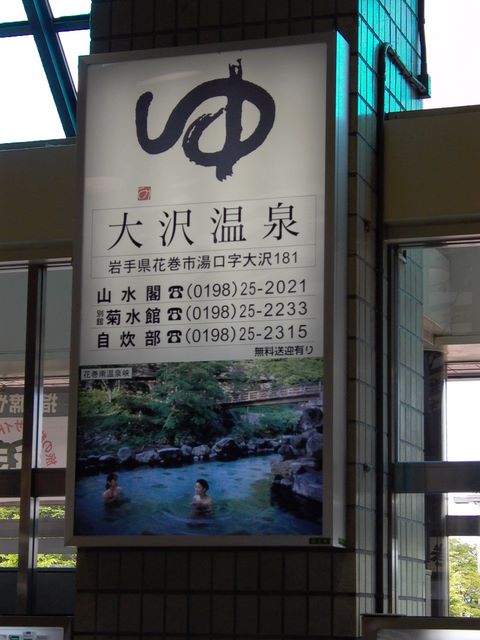 ゆ
大沢温泉
岩手県花巻市湯口字大沢181
山水閣☎(0198)25-2021
別館菊水館☎(0198)25-2233
自炊部☎(0198)25-2315
無料送迎有り
花巻南温泉峡